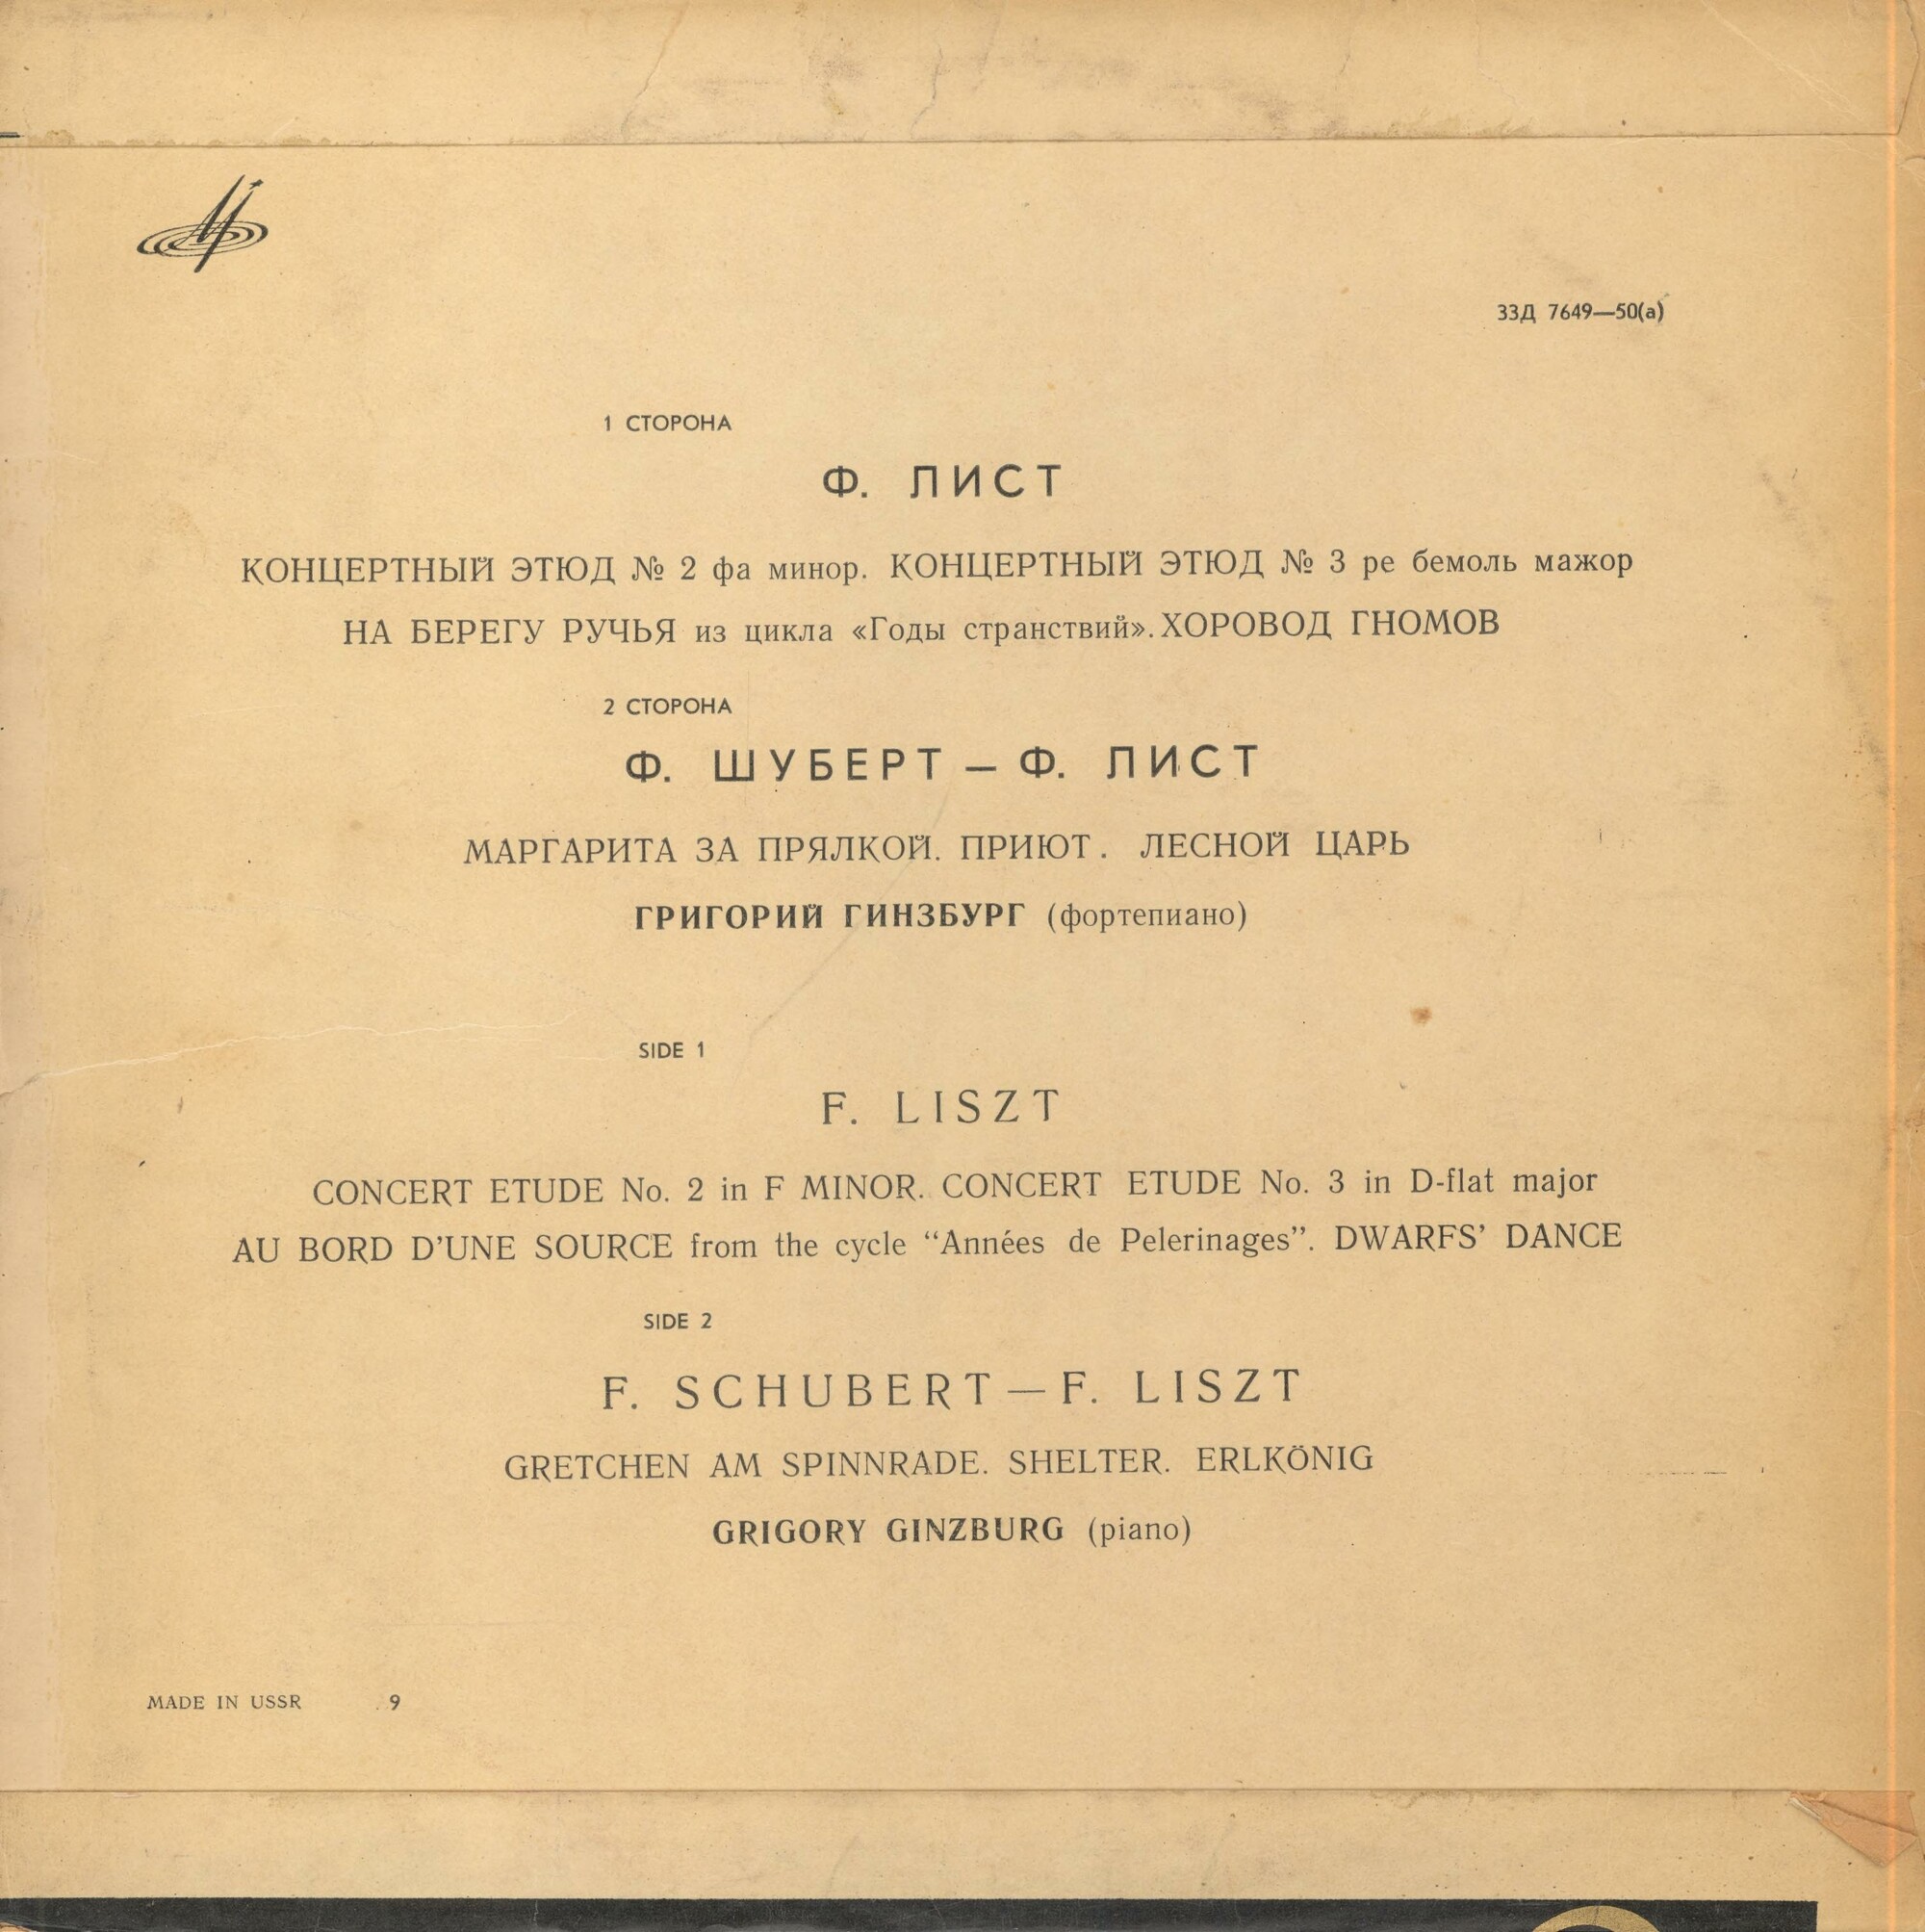 33Д 7649—50(а)
1 СТОРОНА
Ф. ЛИСТ
КОНЦЕРТНЫЙ ЭТЮД № 2 фа минор. КОНЦЕРТНЫЙ ЭТЮД № 3 ре бемоль мажор
НА БЕРЕГУ РУЧЬЯ из цикла «Годы странствий». ХОРОВОД ГНОМОВ
2 СТОРОНА
Ф. ШУБЕРТ — Ф. ЛИСТ
МАРГАРИТА ЗА ПРЯЛКОЙ. ПРИЮТ. ЛЕСНОЙ ЦАРЬ
ГРИГОРИЙ ГИНЗБУРГ (фортепиано)
SIDE 1
F. LISZT
CONCERT ETUDE No. 2 in F MINOR. CONCERT ETUDE No. 3 in D-flat major
AU BORD D'UNE SOURCE from the cycle “Années de Pelerinages”. DWARFS’ DANCE
SIDE 2
F. SCHUBERT — F. LISZT
GRETCHEN AM SPINNRADE. SHELTER. ERLKÖNIG
GRIGORY GINZBURG (piano)
MADE IN USSR 9